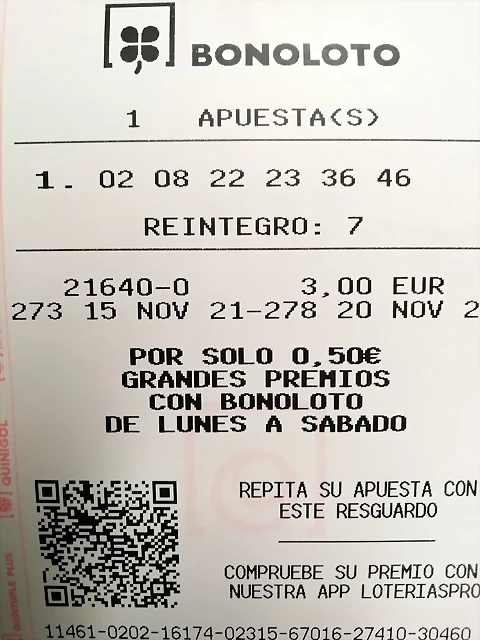 BONOLOTO
1 APUESTA(S)
1. 02 08 22 23 36 46
REINTEGRO: 7
21640-0 3,00 EUR
273 15 NOV 21-278 20 NOV 2
POR SOLO 0,50€
GRANDES PREMIOS
CON BONOLOTO
DE LUNES A SABADO
QUINIGOL
QUINTUPLE PLUS
REPITA SU APUESTA CON
ESTE RESGUARDO
COMPRUEBE SU PREMIO CON
NUESTRA APP LOTERIASPRO
11461-0202-16174-02315-67016-27410-30460